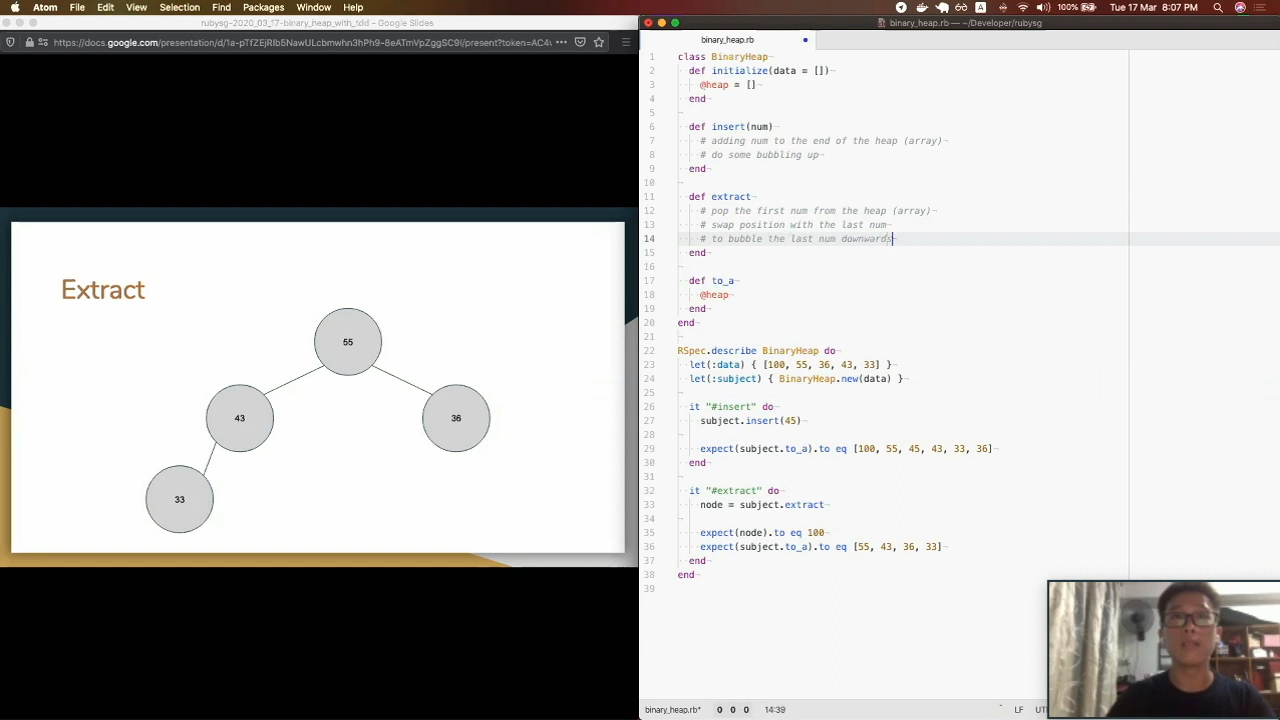 Atom File Edit View Selection Find Packages Window Help
100% Tue 17 Mar 8:07 PM
rubysg-2020_03_17-binary_heap_with_tdd - Google Slides
binary_heap.rb — ~/Developer/rubysg
binary_heap.rb
Extract
55
43
36
33
1 class BinaryHeap
2 def initialize(data = [])
3 @heap = []
4 end
5
6 def insert(num)
7 # adding num to the end of the heap (array)
8 # do some bubbling up
9 end
10
11 def extract
12 # pop the first num from the heap (array)
13 # swap position with the last num
14 # to bubble the last num downwards
15 end
16
17 def to_a
18 @heap
19 end
20 end
21
22 RSpec.describe BinaryHeap do
23 let(:data) { [100, 55, 36, 43, 33] }
24 let(:subject) { BinaryHeap.new(data) }
25
26 it "#insert" do
27 subject.insert(45)
28
29 expect(subject.to_a).to eq [100, 55, 45, 43, 33, 36]
30 end
31
32 it "#extract" do
33 node = subject.extract
34
35 expect(node).to eq 100
36 expect(subject.to_a).to eq [55, 43, 36, 33]
37 end
38 end
39
binary_heap.rb* 0 0 0 14:39 LF